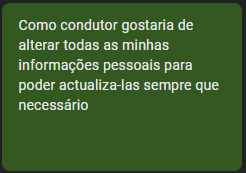 Como condutor gostaria de
alterar todas as minhas
informações pessoais para
poder actualiza-las sempre que
necessário